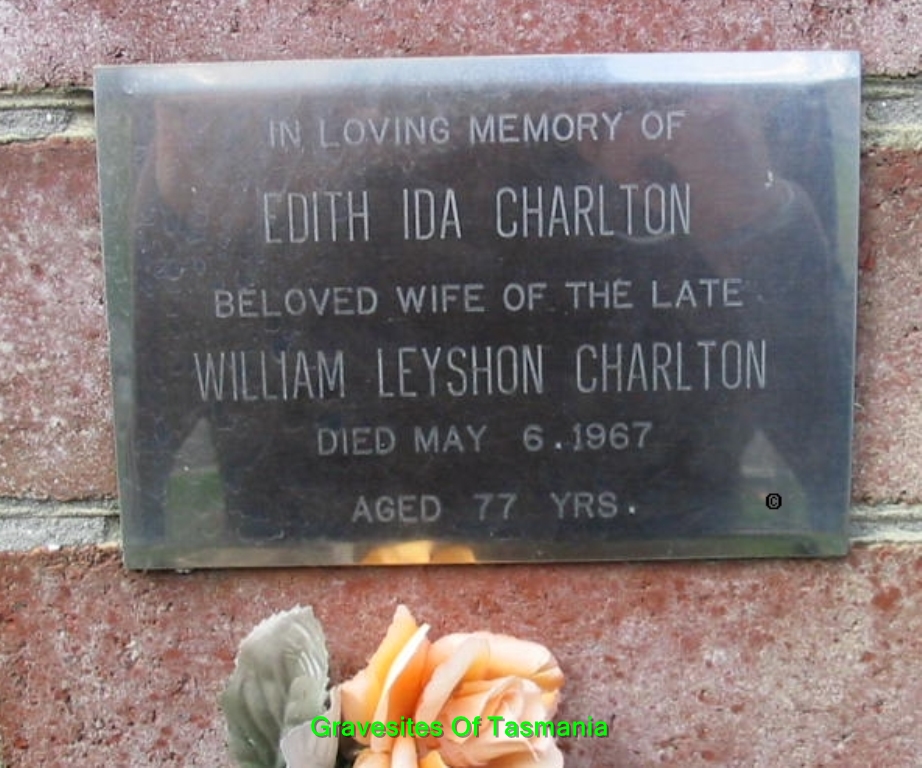 IN LOVING MEMORY OF
EDITH IDA CHARLTON
BELOVED WIFE OF THE LATE
WILLIAM LEYSHON CHARLTON
DIED MAY 6.1967
AGED 77 YRS.
©
Gravesites Of Tasmania